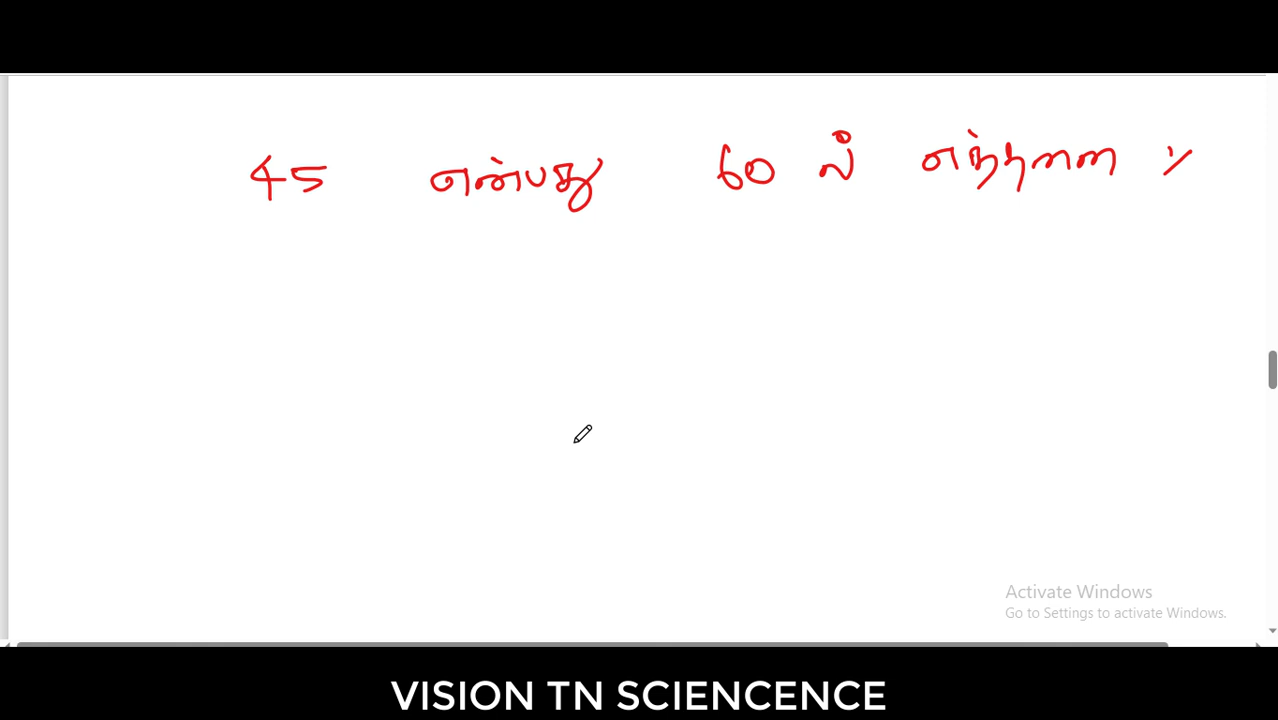 45 என்பது 60 ல் எத்தனை %
Activate Windows
Go to Settings to activate Windows.
VISION TN SCIENCENCE